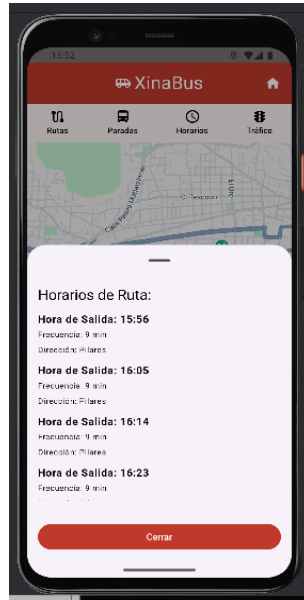 15:52
XinaBus
Rutas Paradas Horarios Tráfico
C. Texcoco
Horarios de Ruta:
Hora de Salida: 15:56
Frecuencia: 9 min
Dirección: Pilares
Hora de Salida: 16:05
Frecuencia: 9 min
Dirección: Pilares
Hora de Salida: 16:14
Frecuencia: 9 min
Dirección: Pilares
Hora de Salida: 16:23
Frecuencia: 9 min
Cerrar